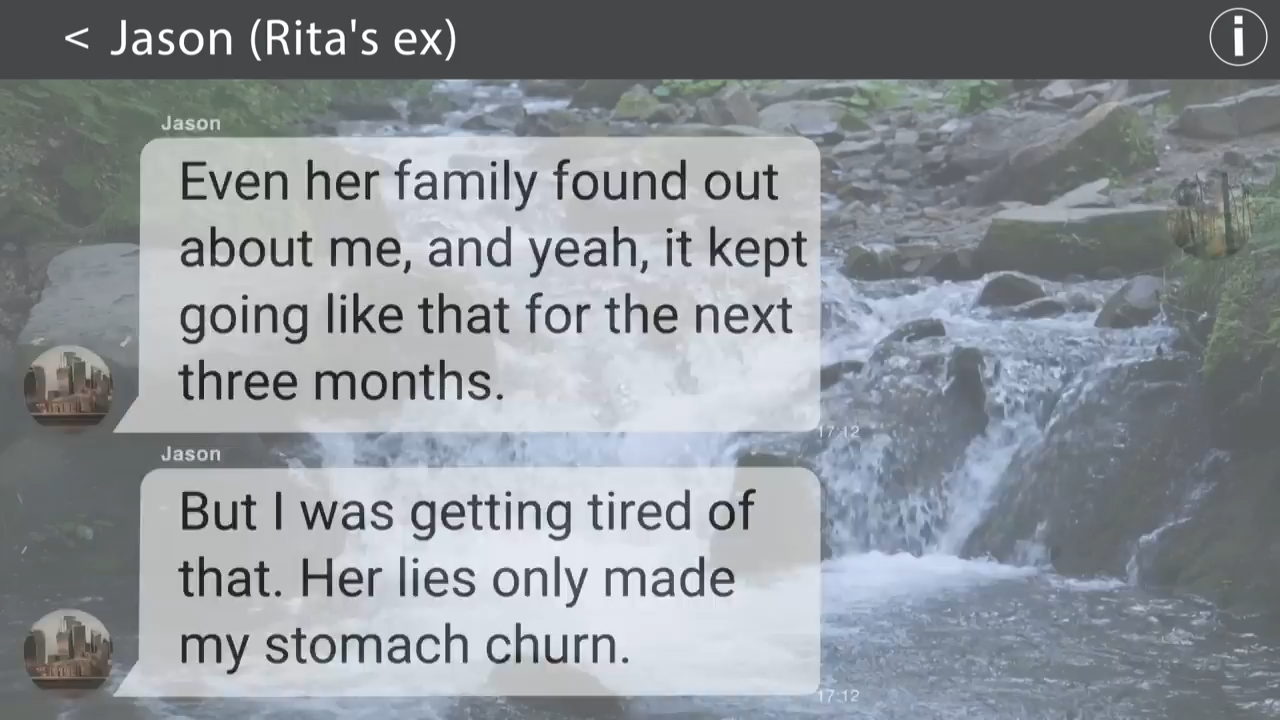 < Jason (Rita's ex)
i
Jason
Even her family found out
about me, and yeah, it kept
going like that for the next
three months.
17:12
Jason
But I was getting tired of
that. Her lies only made
my stomach churn.
17:12